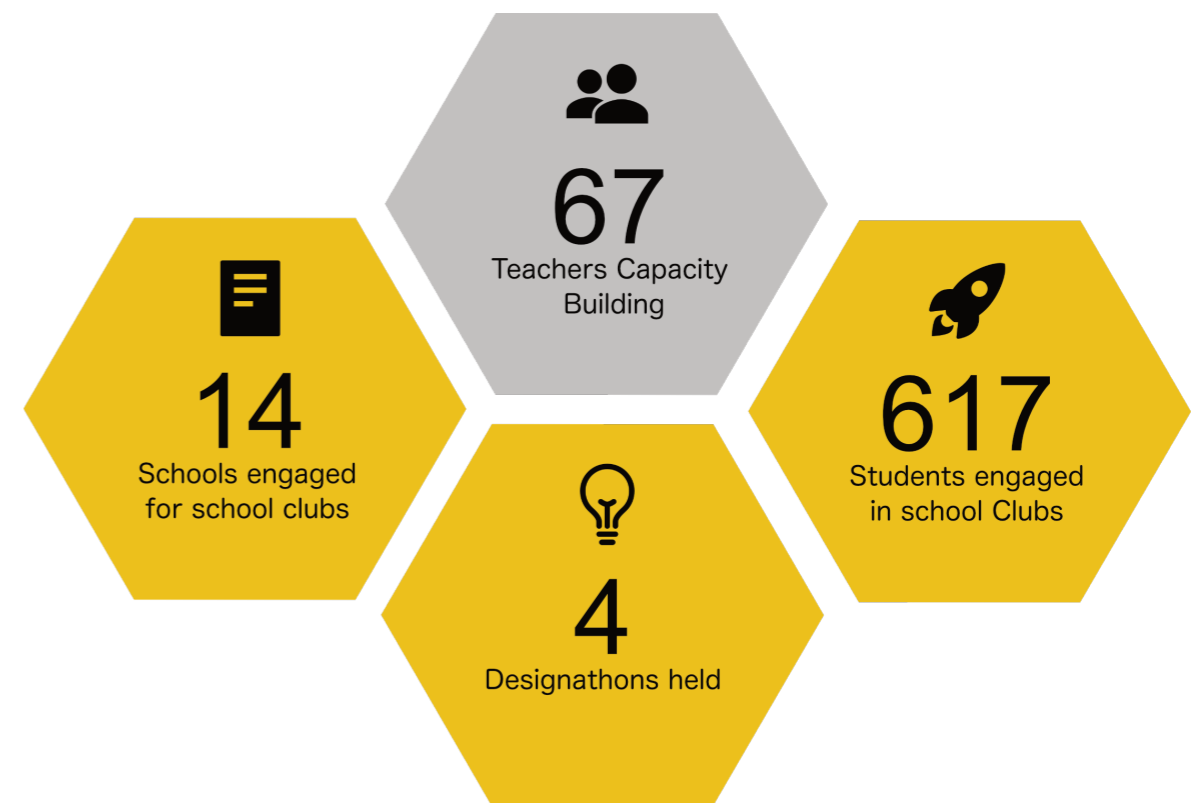 67
Teachers Capacity
Building
14
Schools engaged
for school clubs
617
Students engaged
in school Clubs
4
Designathons held